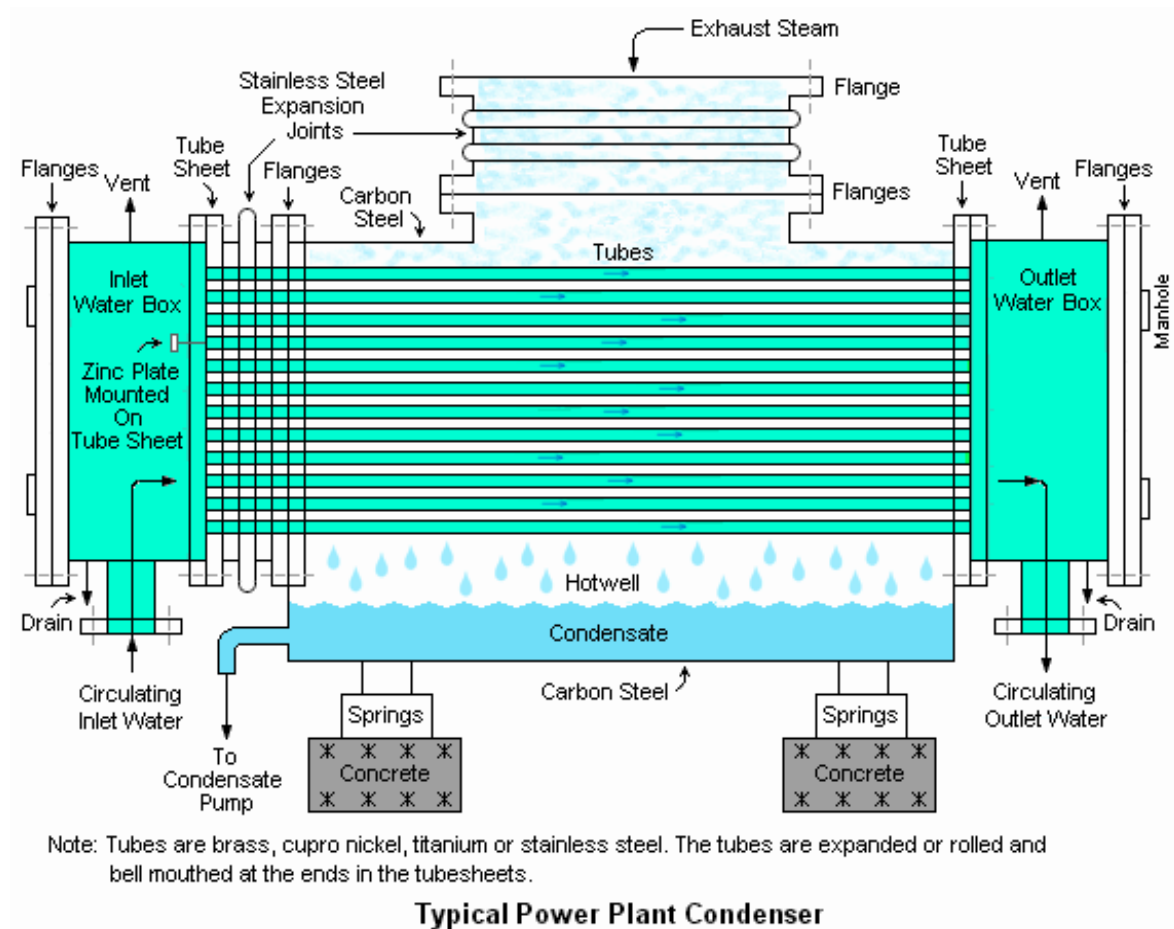 Exhaust Steam
Stainless Steel
Expansion
Joints
Flange
Tube
Sheet
Flanges
Vent
Flanges
Carbon
Steel
Flanges
Tube
Sheet
Vent
Flanges
Tubes
Inlet
Water Box
Outlet
Water Box
Manhole
Zinc Plate
Mounted
On
Tube Sheet
Hotwell
Drain
Condensate
Drain
Circulating
Inlet Water
Carbon Steel
Circulating
Outlet Water
Springs
Springs
To
Condensate
Pump
Concrete
Concrete
Note: Tubes are brass, cupro nickel, titanium or stainless steel. The tubes are expanded or rolled and
bell mouthed at the ends in the tubesheets.
Typical Power Plant Condenser